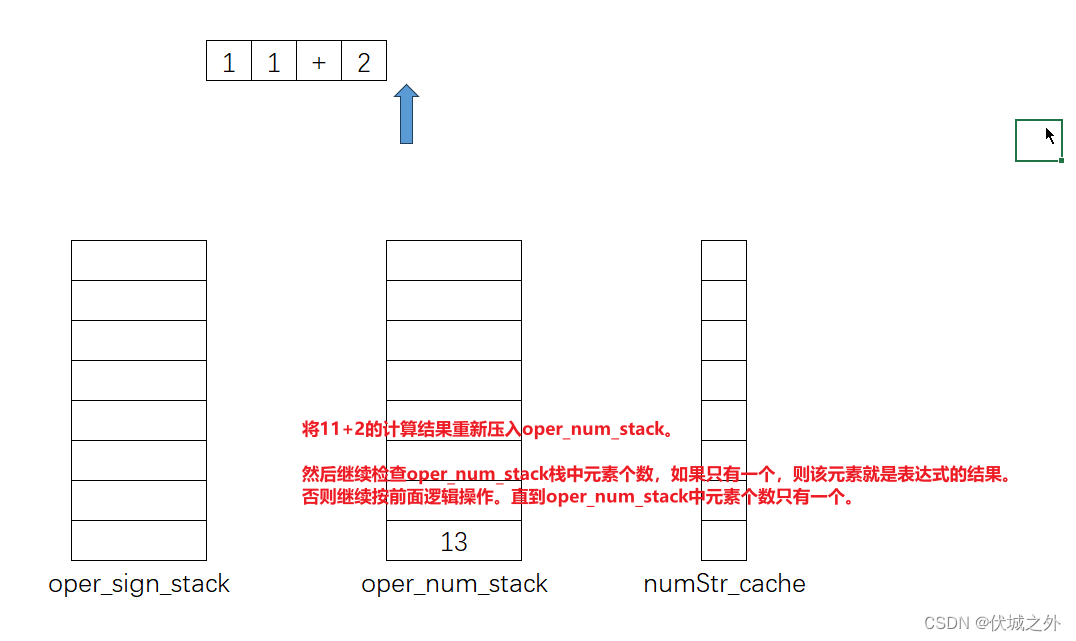 1 1 + 2
将11+2的计算结果重新压入oper_num_stack。
然后继续检查oper_num_stack栈中元素个数，如果只有一个，则该元素就是表达式的结果。
否则继续按前面逻辑操作。直到oper_num_stack中元素个数只有一个。
13
oper_sign_stack oper_num_stack numStr_cache
CSDN @伏城之外